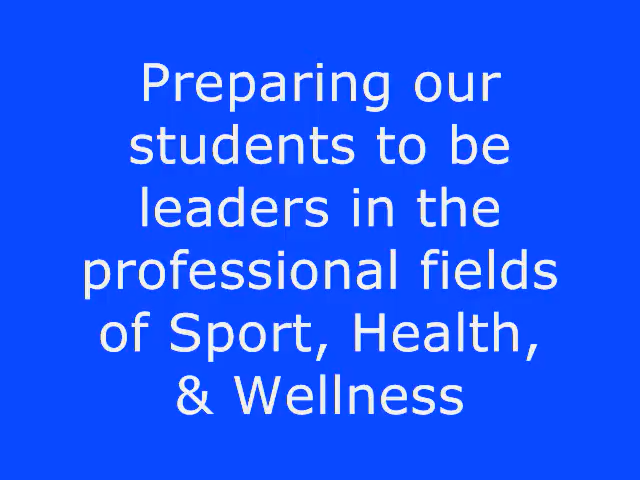 Preparing our
students to be
leaders in the
professional fields
of Sport, Health,
& Wellness